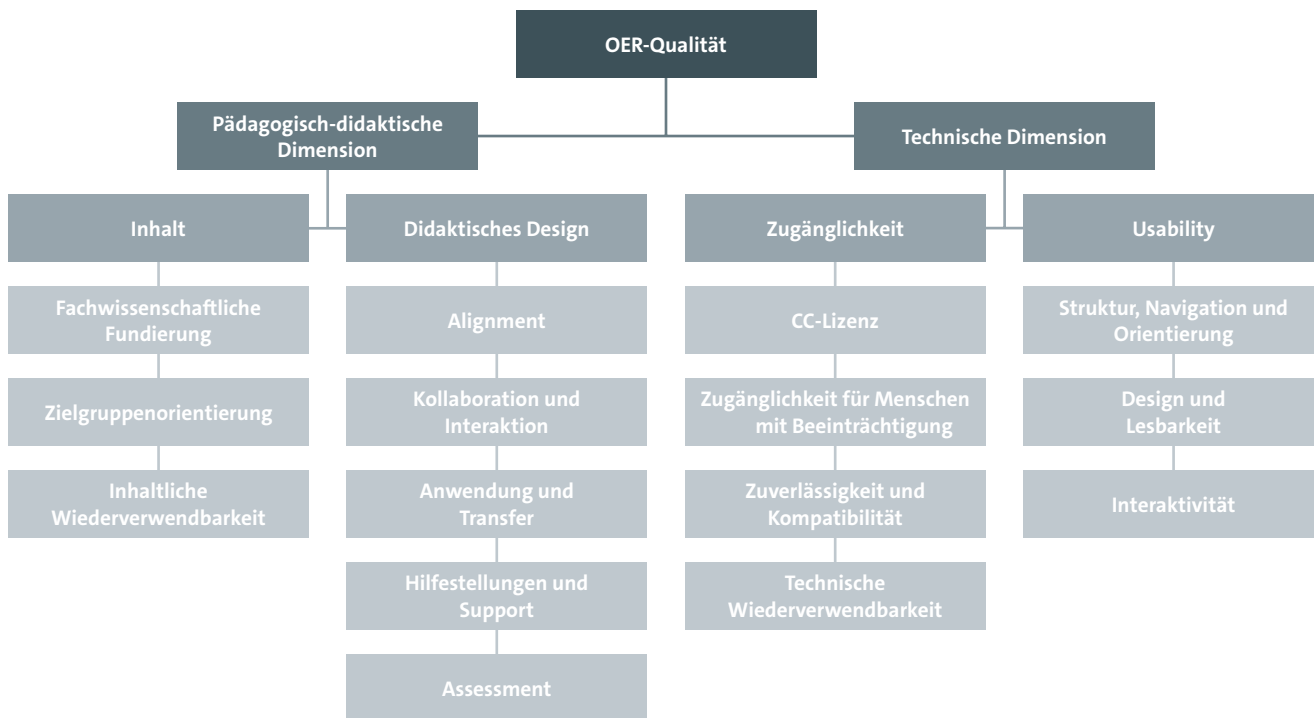 OER-Qualität
Pädagogisch-didaktische
Dimension
Technische Dimension
Inhalt
Didaktisches Design
Zugänglichkeit
Usability
Fachwissenschaftliche
Fundierung
Alignment
CC-Lizenz
Struktur, Navigation und
Orientierung
Zielgruppenorientierung
Kollaboration und
Interaktion
Zugänglichkeit für Menschen
mit Beeinträchtigung
Design und
Lesbarkeit
Inhaltliche
Wiederverwendbarkeit
Anwendung und
Transfer
Zuverlässigkeit und
Kompatibilität
Interaktivität
Hilfestellungen und
Support
Technische
Wiederverwendbarkeit
Assessment